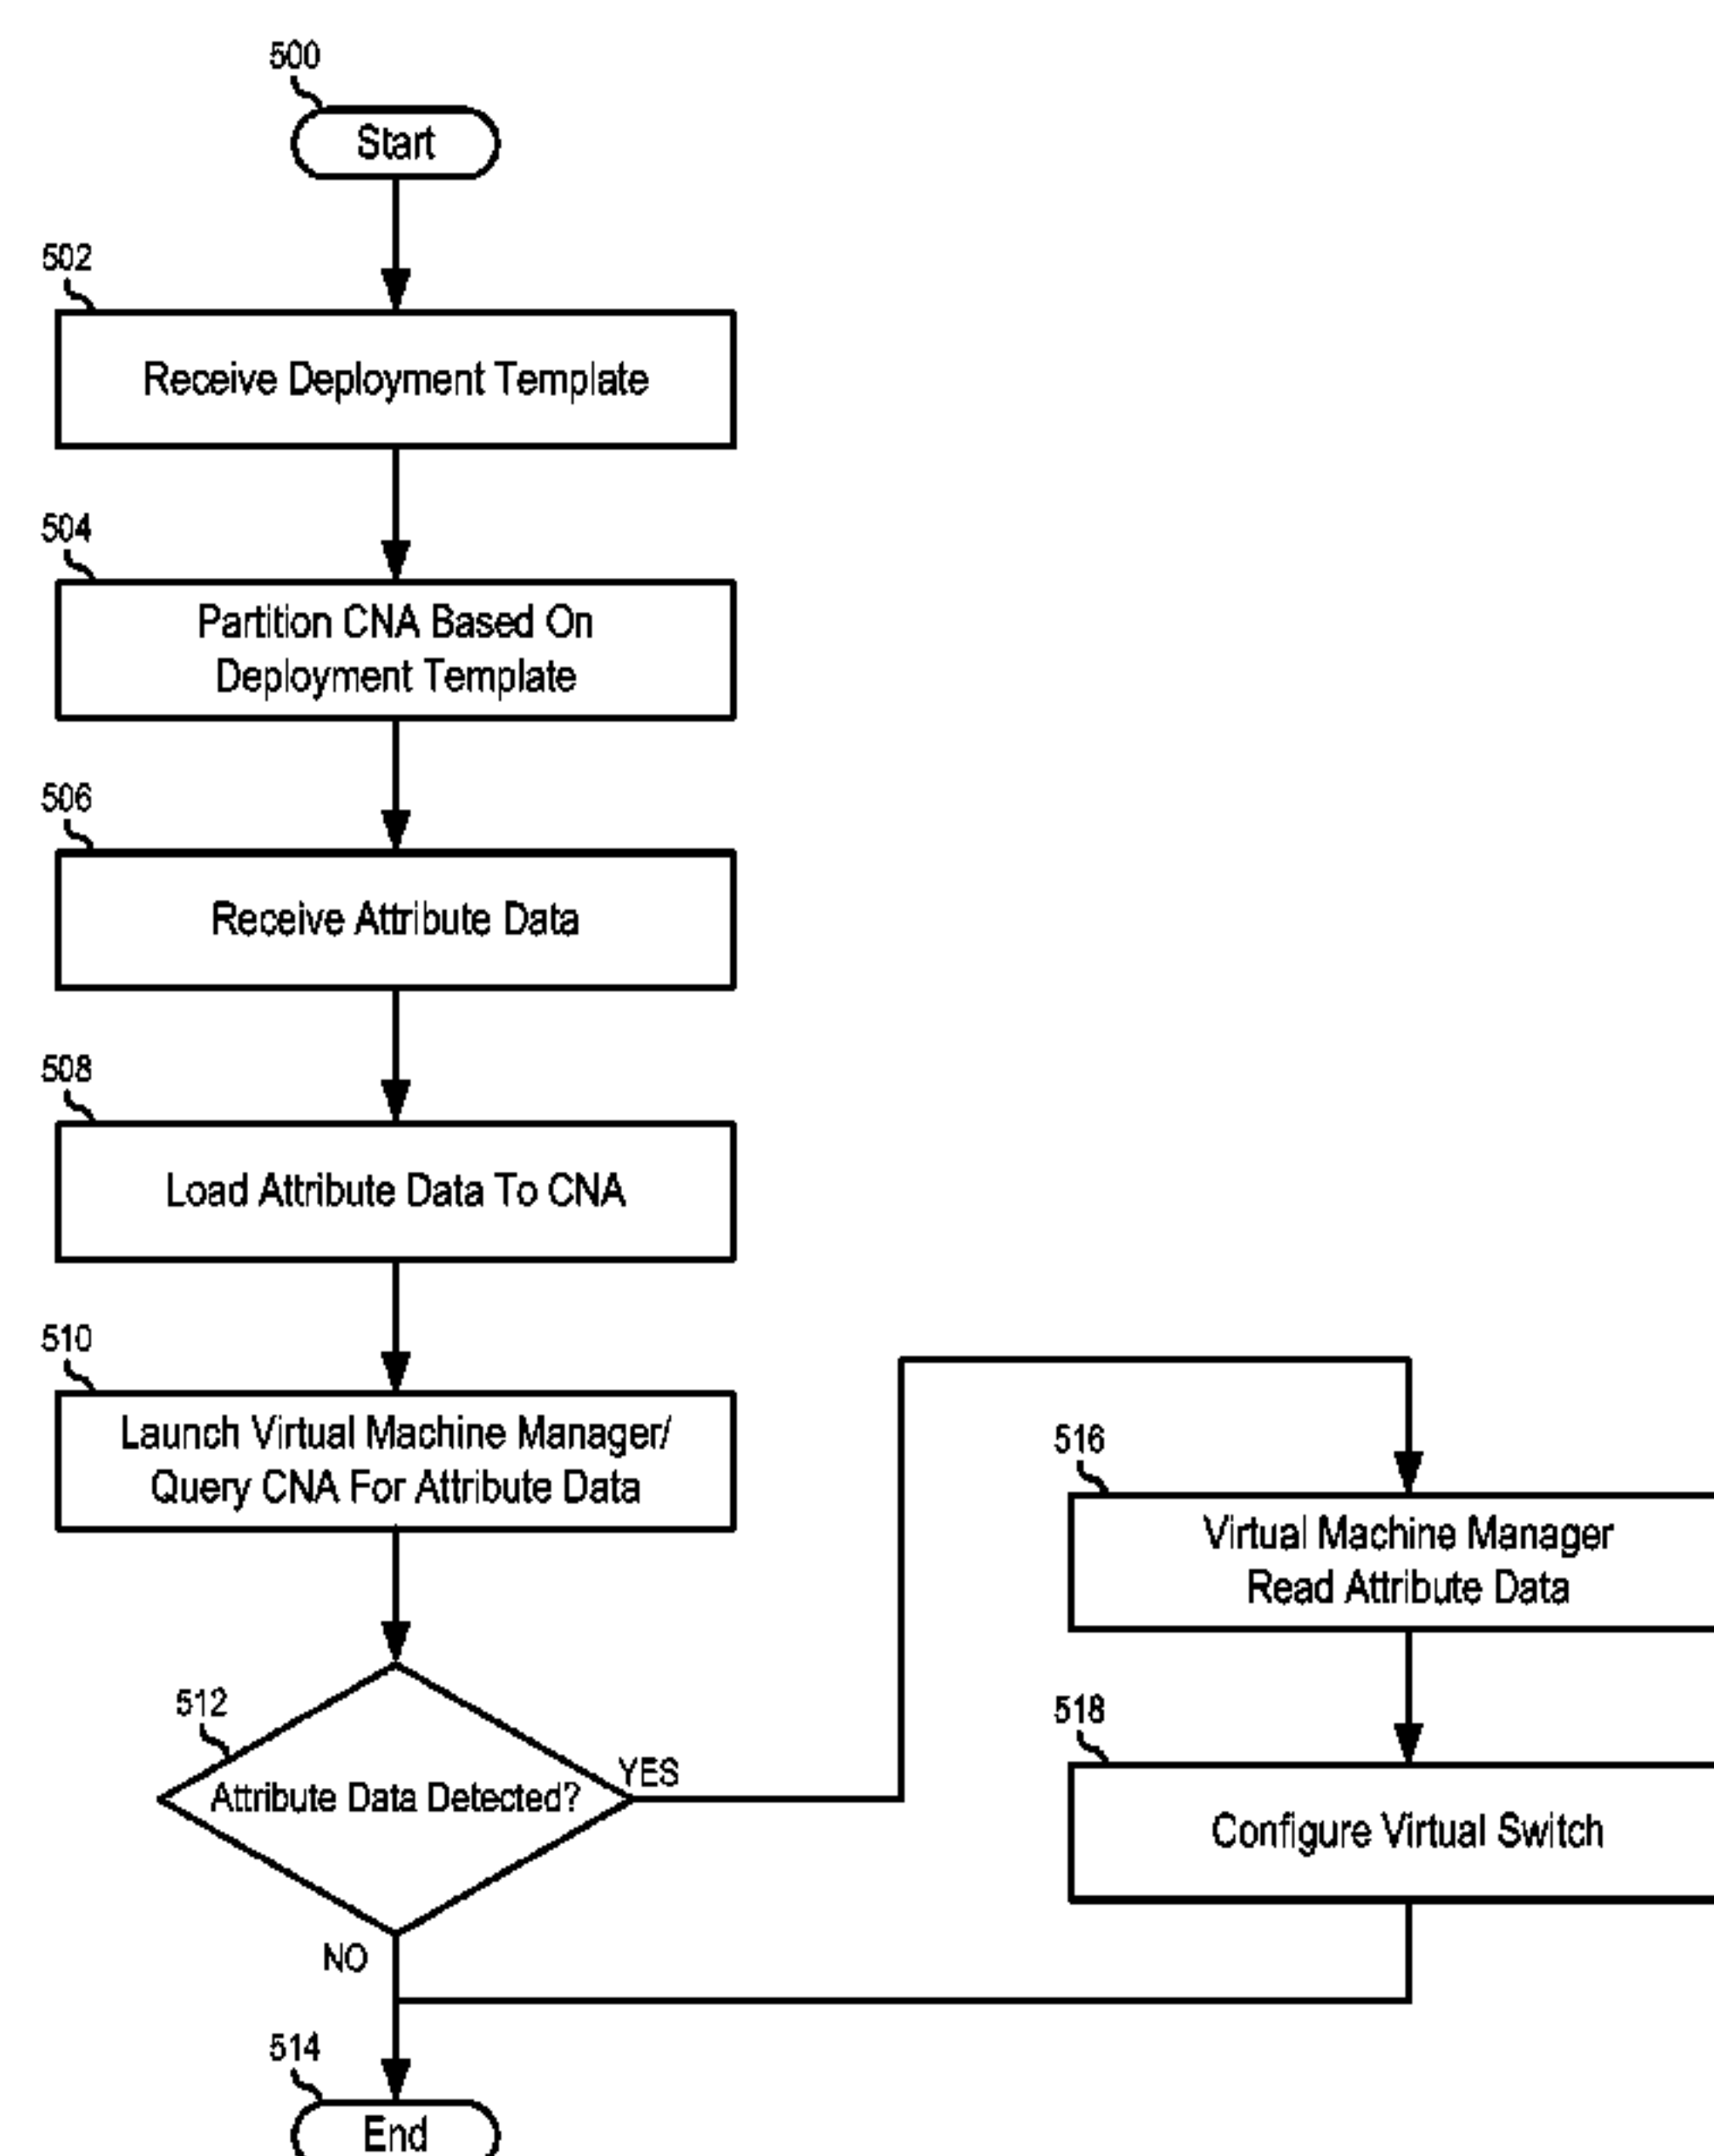 500
Start
502
Receive Deployment Template
504
Partition CNA Based On
Deployment Template
506
Receive Attribute Data
508
Load Attribute Data To CNA
510
Launch Virtual Machine Manager/
Query CNA For Attribute Data
512
Attribute Data Detected?
YES
NO
516
Virtual Machine Manager
Read Attribute Data
518
Configure Virtual Switch
514
End